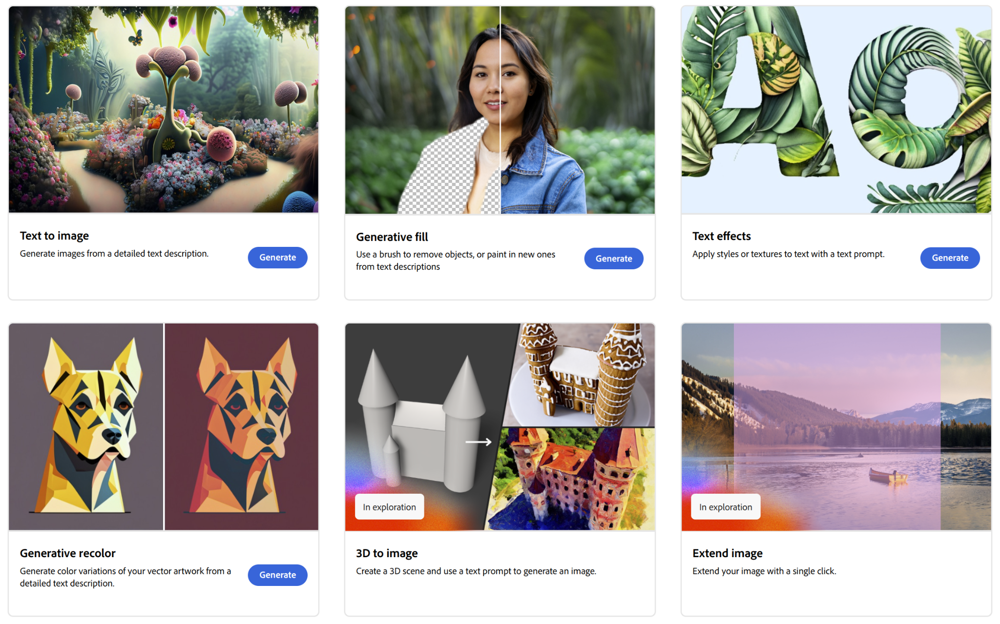 Text to image
Generate images from a detailed text description.
Generate
Generative fill
Use a brush to remove objects, or paint in new ones
from text descriptions
Generate
Ag
Text effects
Apply styles or textures to text with a text prompt.
Generate
Generative recolor
Generate color variations of your vector artwork from a
detailed text description.
Generate
In exploration
3D to image
Create a 3D scene and use a text prompt to generate an image.
In exploration
Extend image
Extend your image with a single click.